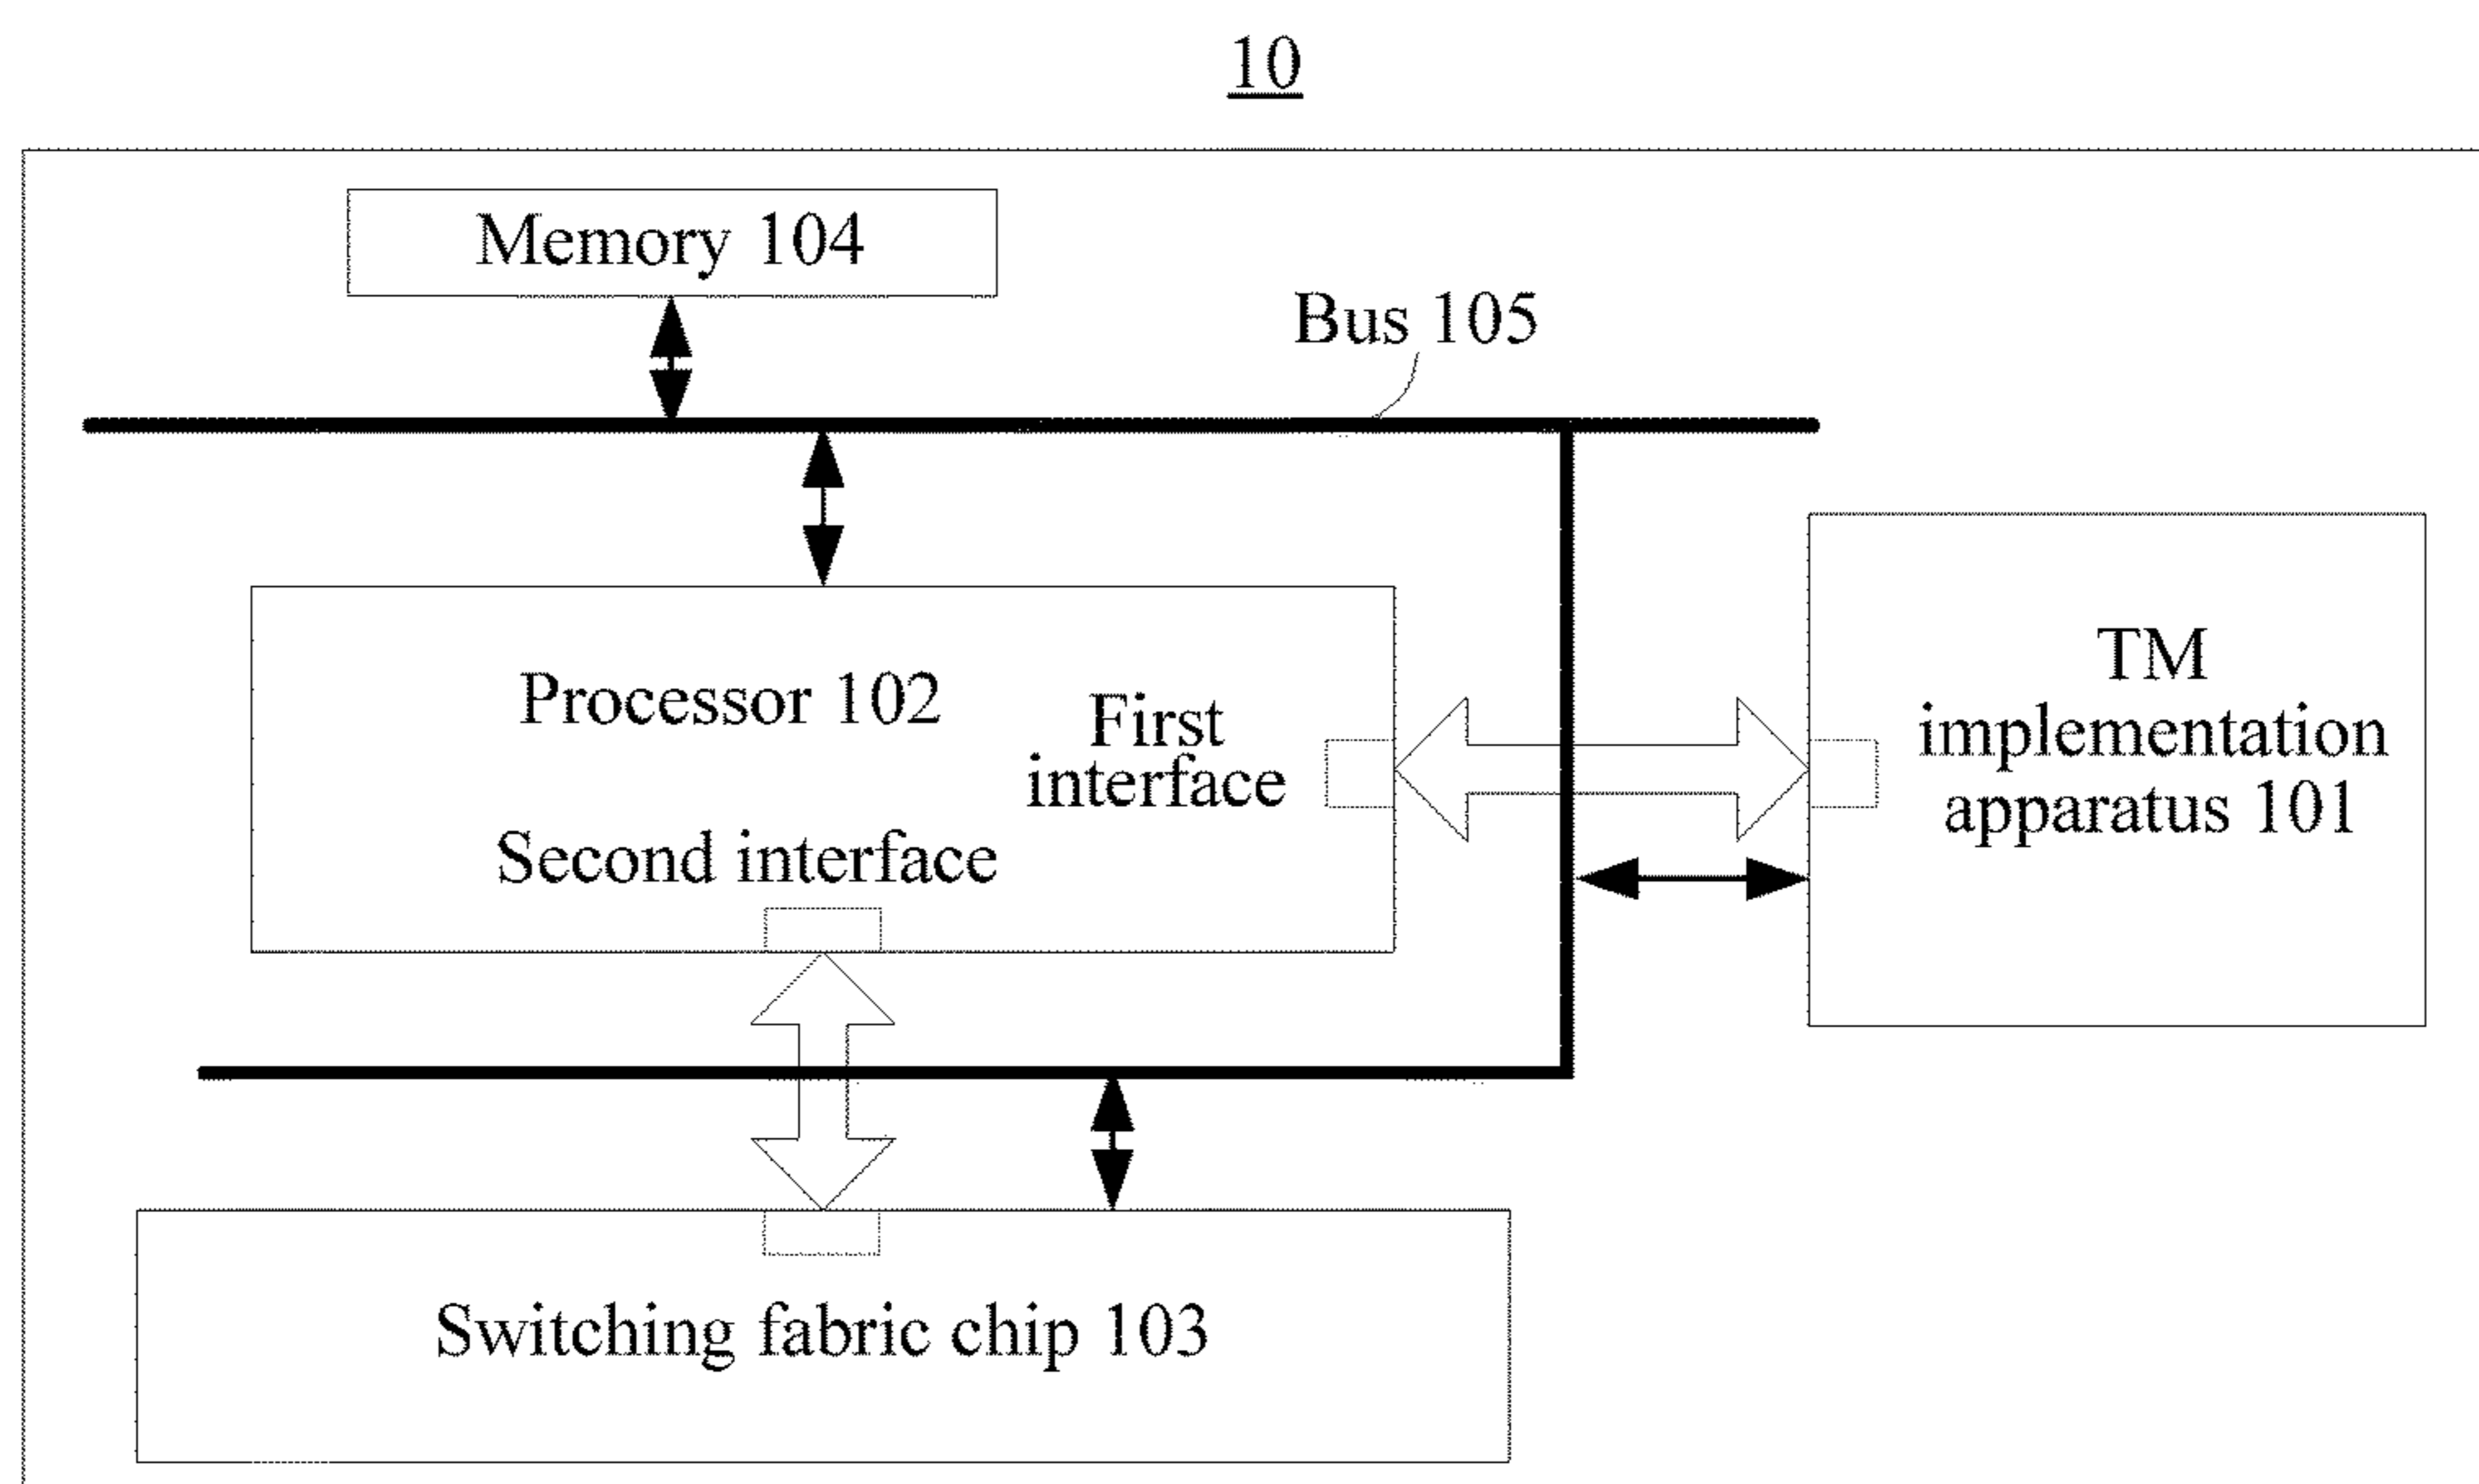 10
Memory 104
Bus 105
Processor 102
First
interface
Second interface
TM
implementation
apparatus 101
Switching fabric chip 103